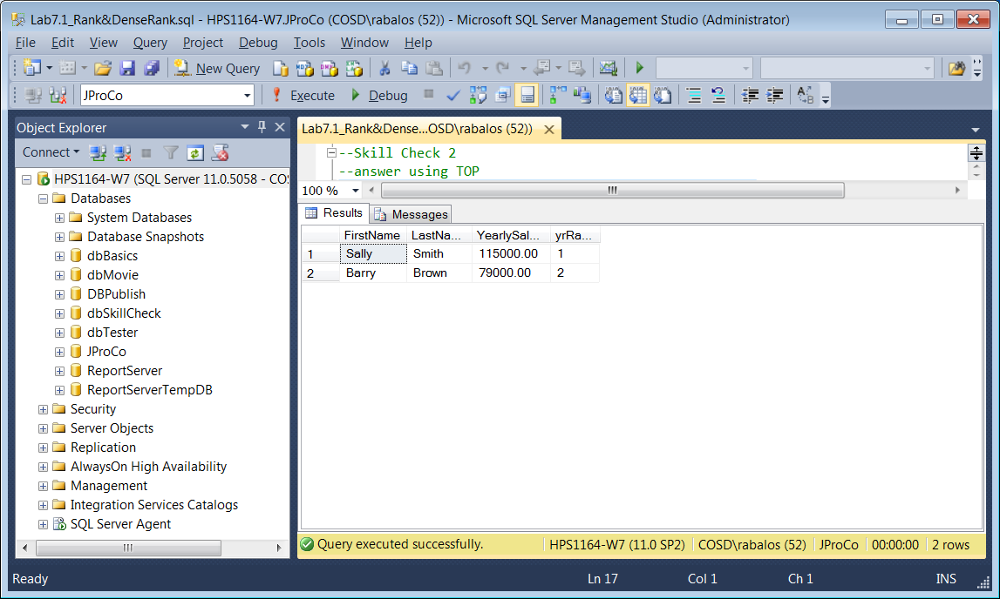 Lab7.1_Rank&DenseRank.sql - HPS1164-W7.JProCo (COSD\rabalos (52)) - Microsoft SQL Server Management Studio (Administrator)
File Edit View Query Project Debug Tools Window Help
New Query
JProCo Execute Debug
Object Explorer
Connect
HPS1164-W7 (SQL Server 11.0.5058 - COS
Databases
System Databases
Database Snapshots
dbBasics
dbMovie
DBPublish
dbSkillCheck
dbTester
JProCo
ReportServer
ReportServerTempDB
Security
Server Objects
Replication
AlwaysOn High Availability
Management
Integration Services Catalogs
SQL Server Agent
Lab7.1_Rank&Dense...OSD\rabalos (52))
--Skill Check 2
--answer using TOP
100 %
Results Messages
FirstName LastNa... YearlySal... yrRa...
1 Sally Smith 115000.00 1
2 Barry Brown 79000.00 2
Query executed successfully. HPS1164-W7 (11.0 SP2) COSD\rabalos (52) JProCo 00:00:00 2 rows
Ready Ln 17 Col 1 Ch 1 INS